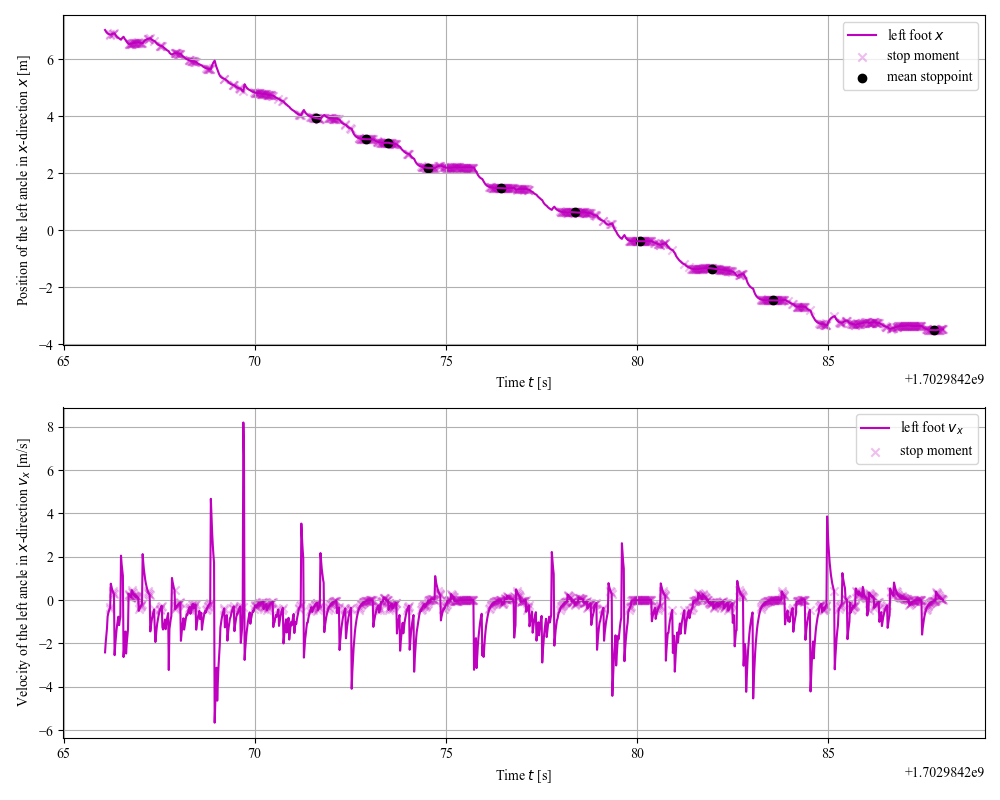 Position of the left angle in x-direction x [m]
6
4
2
0
−2
−4
left foot x
stop moment
mean stoppoint
65
70
75
80
85
Time t [s]
+1.7029842e9
Velocity of the left angle in x-direction vₓ [m/s]
8
6
4
2
0
−2
−4
−6
left foot vₓ
stop moment
65
70
75
80
85
Time t [s]
+1.7029842e9